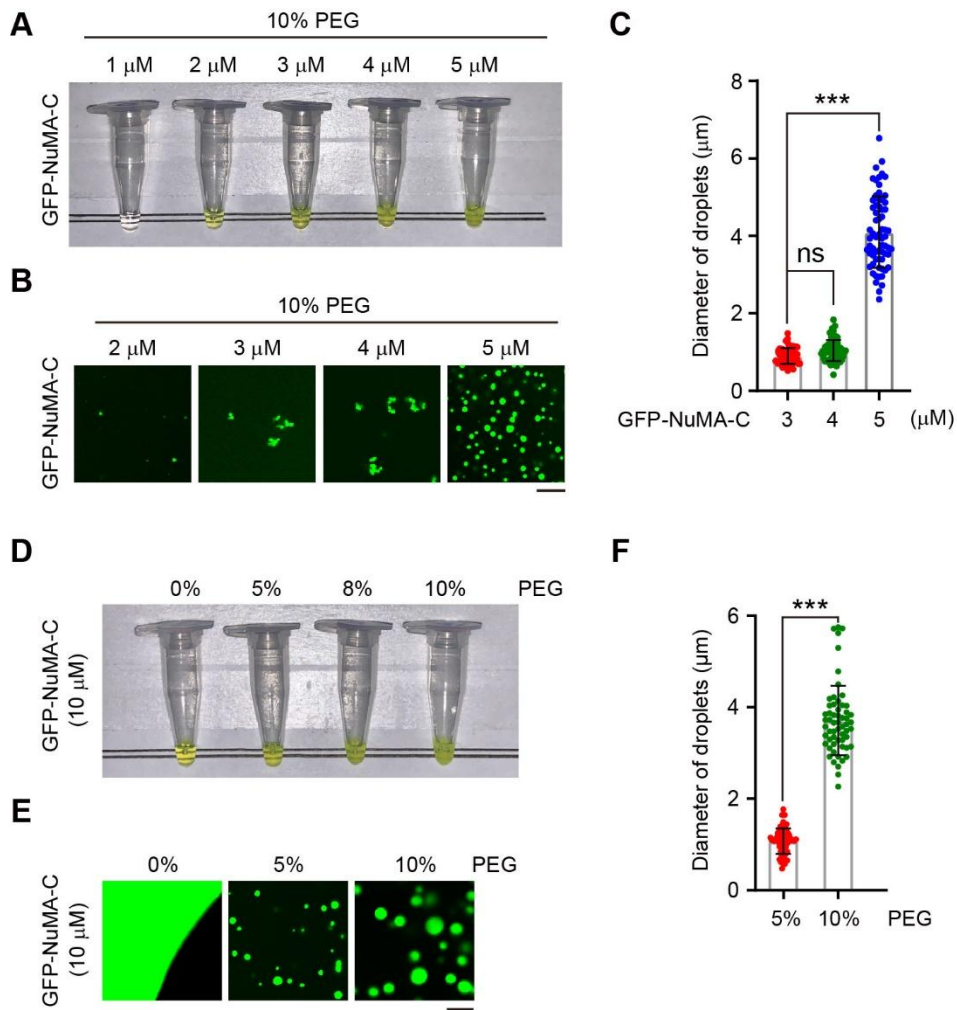 A
10% PEG
1 μM 2 μM 3 μM 4 μM 5 μM
GFP-NuMA-C
B
10% PEG
2 μM 3 μM 4 μM 5 μM
GFP-NuMA-C
C
Diameter of droplets (μm)
8
6
4
2
0
***
ns
GFP-NuMA-C 3 4 5 (μM)
D
0% 5% 8% 10% PEG
GFP-NuMA-C
(10 μM)
E
0% 5% 10% PEG
GFP-NuMA-C
(10 μM)
F
Diameter of droplets (μm)
6
4
2
0
***
5% 10% PEG